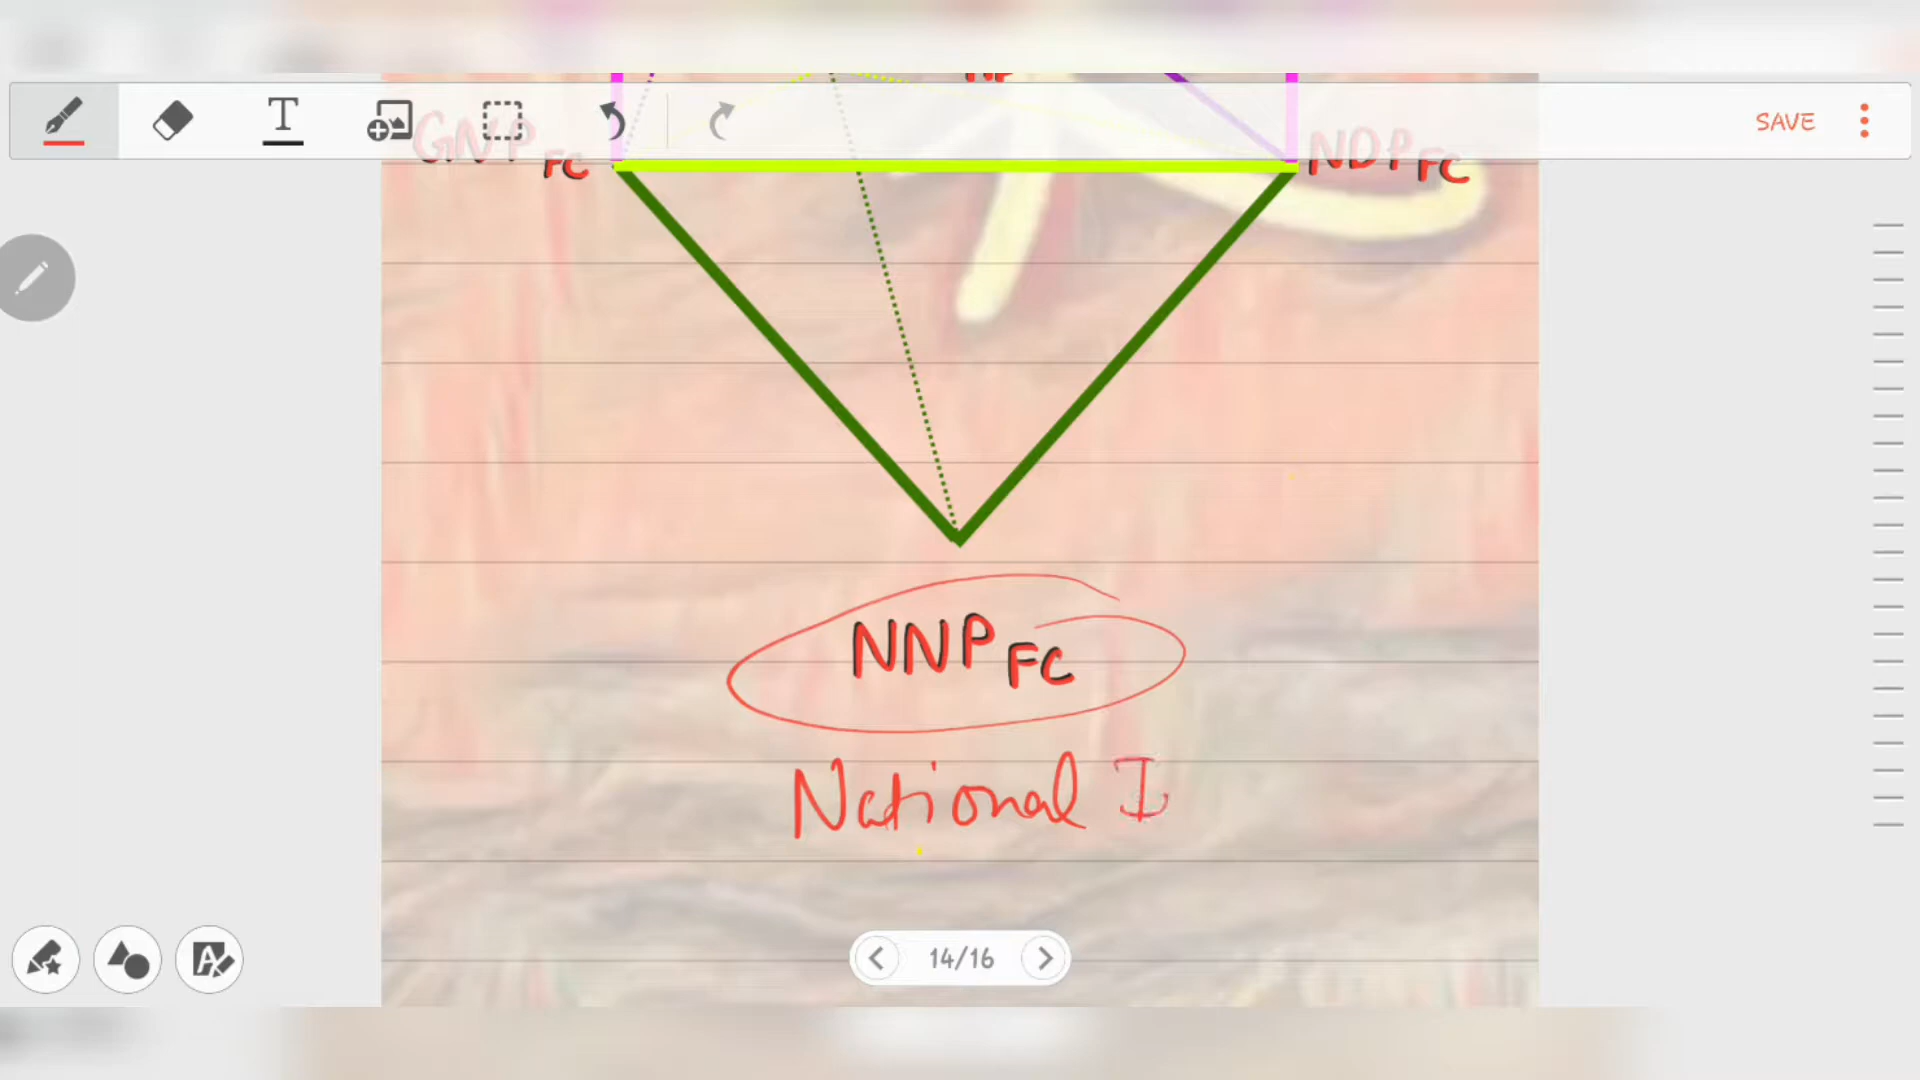 T SAVE
GNP FC NDP FC
NNP FC
National I
14/16